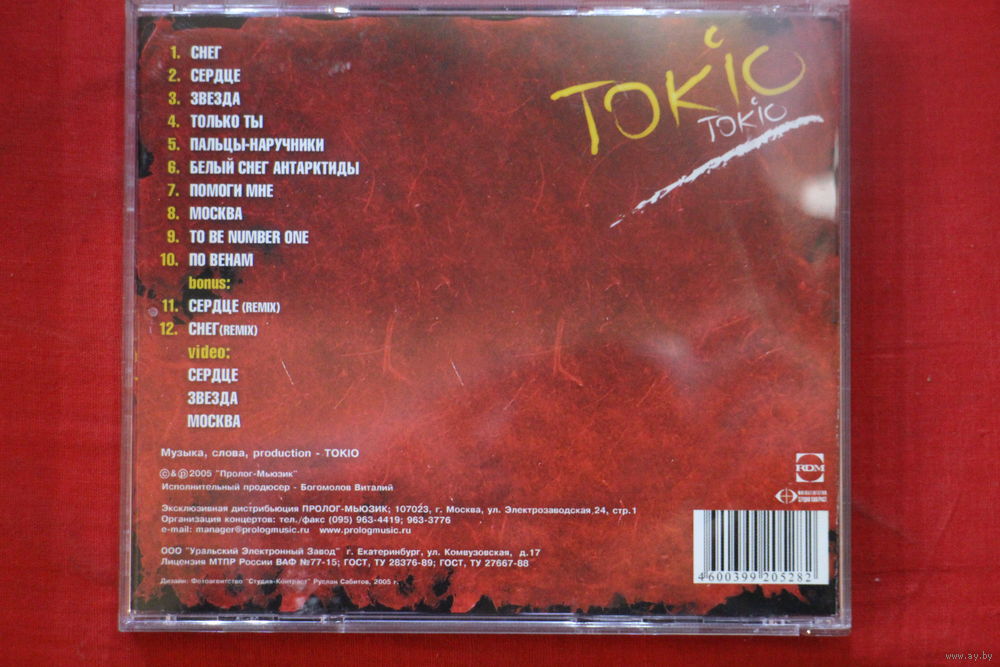 TOKIO
TOKIO
1. СНЕГ
2. СЕРДЦЕ
3. ЗВЕЗДА
4. ТОЛЬКО ТЫ
5. ПАЛЬЦЫ-НАРУЧНИКИ
6. БЕЛЫЙ СНЕГ АНТАРКТИДЫ
7. ПОМОГИ МНЕ
8. МОСКВА
9. TO BE NUMBER ONE
10. ПО ВЕНАМ
bonus:
11. СЕРДЦЕ (REMIX)
12. СНЕГ(REMIX)
video:
СЕРДЦЕ
ЗВЕЗДА
МОСКВА
Музыка, слова, production - TOKIO
©&℗2005 "Пролог-Мьюзик"
Исполнительный продюсер - Богомолов Виталий
Эксклюзивная дистрибьюция ПРОЛОГ-МЬЮЗИК; 107023, г. Москва, ул. Электрозаводская,24, стр.1
Организация концертов: тел./факс (095) 963-4419; 963-3776
e-mail: manager@prologmusic.ru www.prologmusic.ru
ООО "Уральский Электронный Завод" г. Екатеринбург, ул. Комвузовская, д.17
Лицензия МТПР России ВАФ №77-15; ГОСТ, ТУ 28376-89; ГОСТ, ТУ 27667-88
Дизайн: Фотоагентство "Студия-Контраст" Руслан Сабитов, 2005 г.
RDM
4 600399 205282
www.ay.by